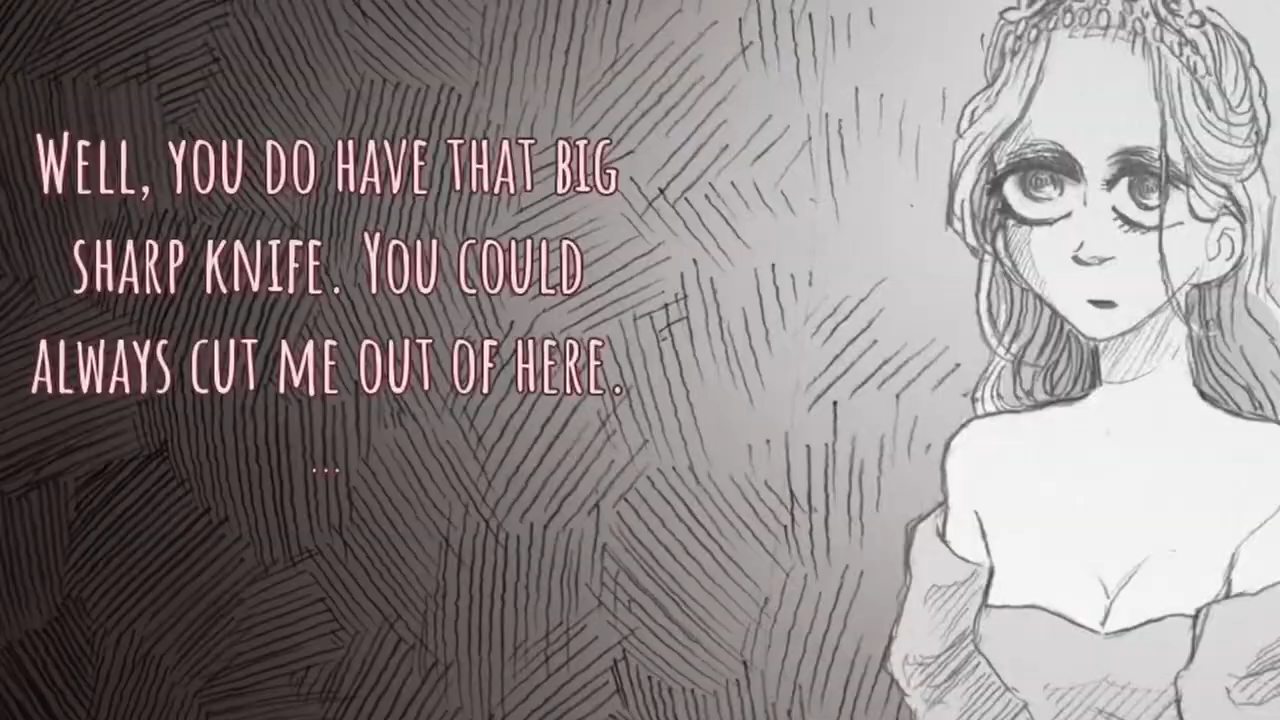 Well, you do have that big
sharp knife. You could
always cut me out of here.
...